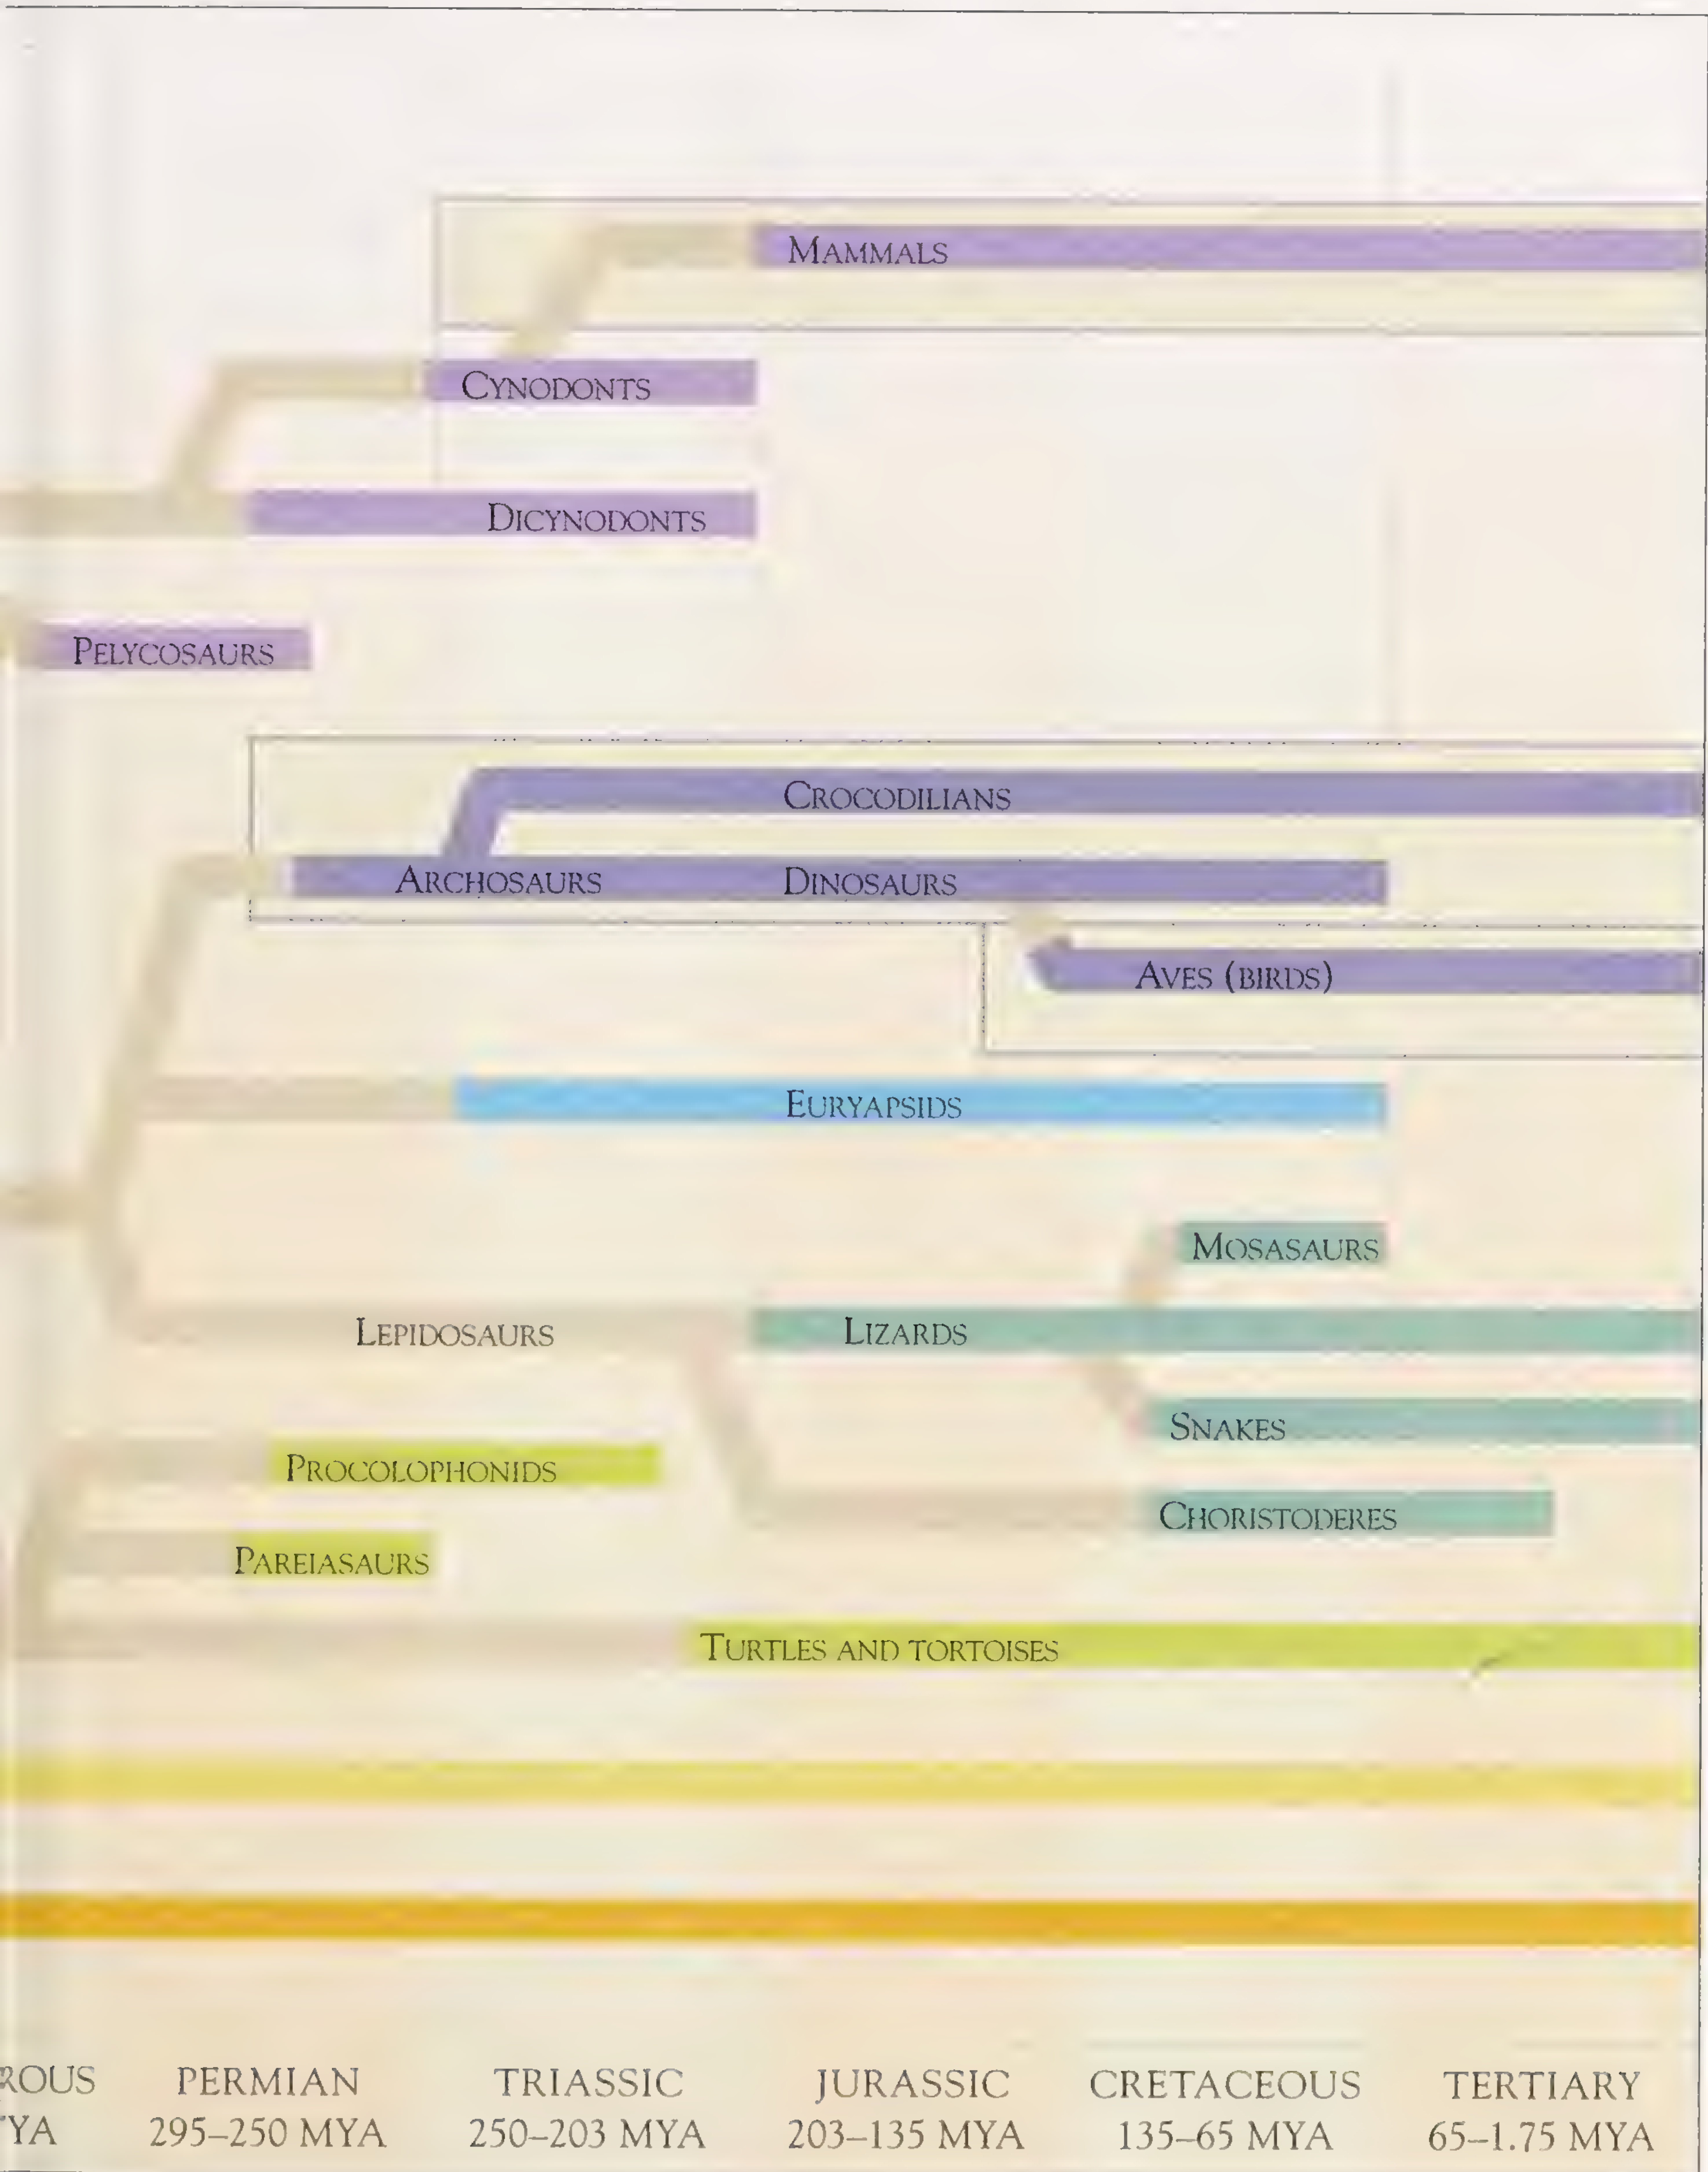 MAMMALS
CYNODONTS
DICYNODONTS
PELYCOSAURS
CROCODILIANS
ARCHOSAURS DINOSAURS
AVES (BIRDS)
EURYAPSIDS
MOSASAURS
LEPIDOSAURS LIZARDS
SNAKES
PROCOLOPHONIDS
CHORISTODERES
PAREIASAURS
TURTLES AND TORTOISES
ROUS PERMIAN TRIASSIC JURASSIC CRETACEOUS TERTIARY
YA 295–250 MYA 250–203 MYA 203–135 MYA 135–65 MYA 65–1.75 MYA